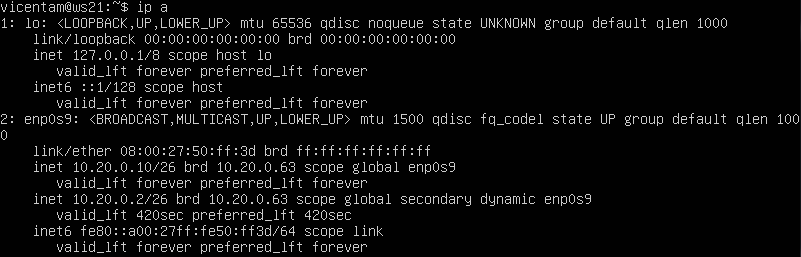 vicentam@ws21:~$ ip a
1: lo: <LOOPBACK,UP,LOWER_UP> mtu 65536 qdisc noqueue state UNKNOWN group default qlen 1000
    link/loopback 00:00:00:00:00:00 brd 00:00:00:00:00:00
    inet 127.0.0.1/8 scope host lo
       valid_lft forever preferred_lft forever
    inet6 ::1/128 scope host
       valid_lft forever preferred_lft forever
2: enp0s9: <BROADCAST,MULTICAST,UP,LOWER_UP> mtu 1500 qdisc fq_codel state UP group default qlen 100
0
    link/ether 08:00:27:50:ff:3d brd ff:ff:ff:ff:ff:ff
    inet 10.20.0.10/26 brd 10.20.0.63 scope global enp0s9
       valid_lft forever preferred_lft forever
    inet 10.20.0.2/26 brd 10.20.0.63 scope global secondary dynamic enp0s9
       valid_lft 420sec preferred_lft 420sec
    inet6 fe80::a00:27ff:fe50:ff3d/64 scope link
       valid_lft forever preferred_lft forever